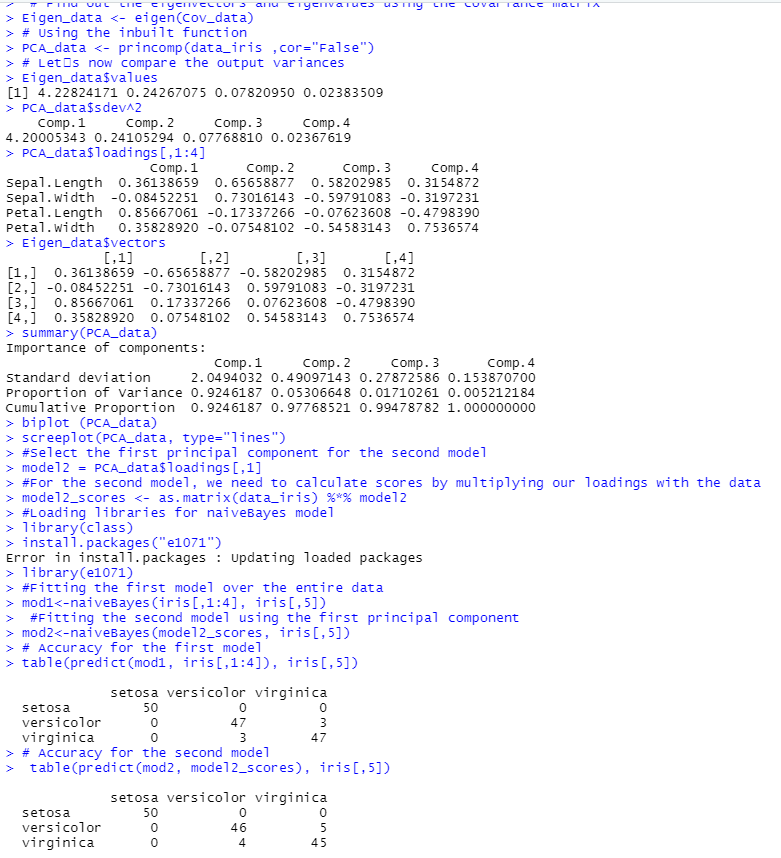 > # Find out the eigenvectors and eigenvalues using the covariance matrix
> Eigen_data <- eigen(Cov_data)
> # Using the inbuilt function
> PCA_data <- princomp(data_iris ,cor="False")
> # Let▯s now compare the output variances
> Eigen_data$values
[1] 4.22824171 0.24267075 0.07820950 0.02383509
> PCA_data$sdev^2
    Comp.1     Comp.2     Comp.3     Comp.4
4.20005343 0.24105294 0.07768810 0.02367619
> PCA_data$loadings[,1:4]
                  Comp.1      Comp.2      Comp.3     Comp.4
Sepal.Length  0.36138659  0.65658877  0.58202985  0.3154872
Sepal.Width  -0.08452251  0.73016143 -0.59791083 -0.3197231
Petal.Length  0.85667061 -0.17337266 -0.07623608 -0.4798390
Petal.Width   0.35828920 -0.07548102 -0.54583143  0.7536574
> Eigen_data$vectors
            [,1]        [,2]        [,3]       [,4]
[1,]  0.36138659 -0.65658877 -0.58202985  0.3154872
[2,] -0.08452251 -0.73016143  0.59791083 -0.3197231
[3,]  0.85667061  0.17337266  0.07623608 -0.4798390
[4,]  0.35828920  0.07548102  0.54583143  0.7536574
> summary(PCA_data)
Importance of components:
                          Comp.1     Comp.2     Comp.3      Comp.4
Standard deviation     2.0494032 0.49097143 0.27872586 0.153870700
Proportion of Variance 0.9246187 0.05306648 0.01710261 0.005212184
Cumulative Proportion  0.9246187 0.97768521 0.99478782 1.000000000
> biplot (PCA_data)
> screeplot(PCA_data, type="lines")
> #Select the first principal component for the second model
> model2 = PCA_data$loadings[,1]
> #For the second model, we need to calculate scores by multiplying our loadings with the data
> model2_scores <- as.matrix(data_iris) %*% model2
> #Loading libraries for naiveBayes model
> library(class)
> install.packages("e1071")
Error in install.packages : Updating loaded packages
> library(e1071)
> #Fitting the first model over the entire data
> mod1<-naiveBayes(iris[,1:4], iris[,5])
>  #Fitting the second model using the first principal component
> mod2<-naiveBayes(model2_scores, iris[,5])
> # Accuracy for the first model
> table(predict(mod1, iris[,1:4]), iris[,5])
             setosa versicolor virginica
  setosa         50          0         0
  versicolor      0         47         3
  virginica       0          3        47
> # Accuracy for the second model
>  table(predict(mod2, model2_scores), iris[,5])
             setosa versicolor virginica
  setosa         50          0         0
  versicolor      0         46         5
  virginica       0          4        45